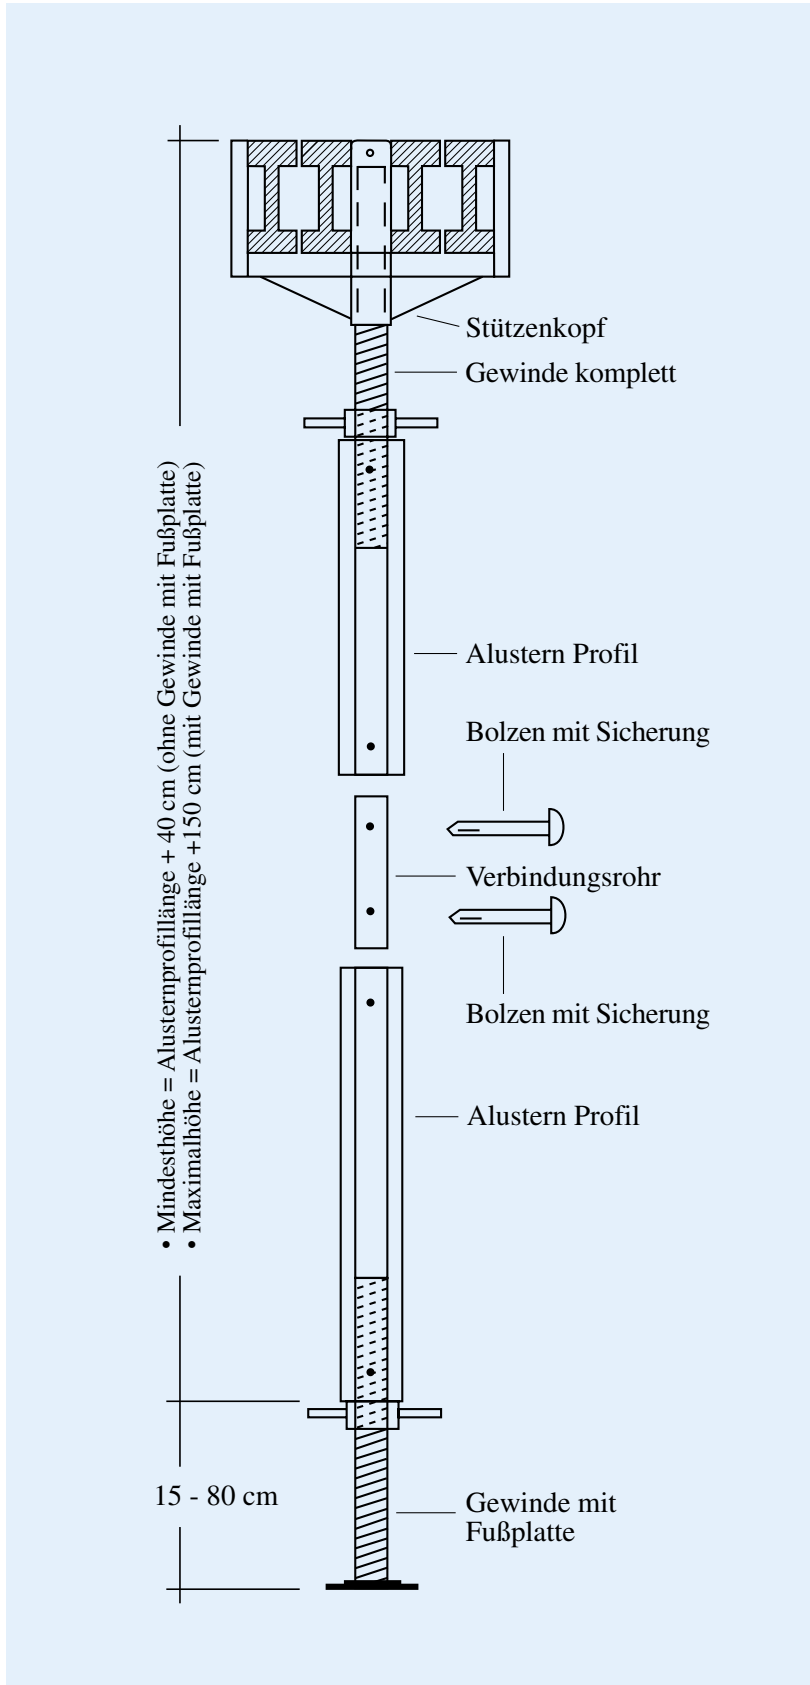 Stützenkopf
Gewinde komplett
• Mindesthöhe = Alusternprofillänge + 40 cm (ohne Gewinde mit Fußplatte)
• Maximalhöhe = Alusternprofillänge +150 cm (mit Gewinde mit Fußplatte)
Alustern Profil
Bolzen mit Sicherung
Verbindungsrohr
Bolzen mit Sicherung
Alustern Profil
15 - 80 cm
Gewinde mit
Fußplatte